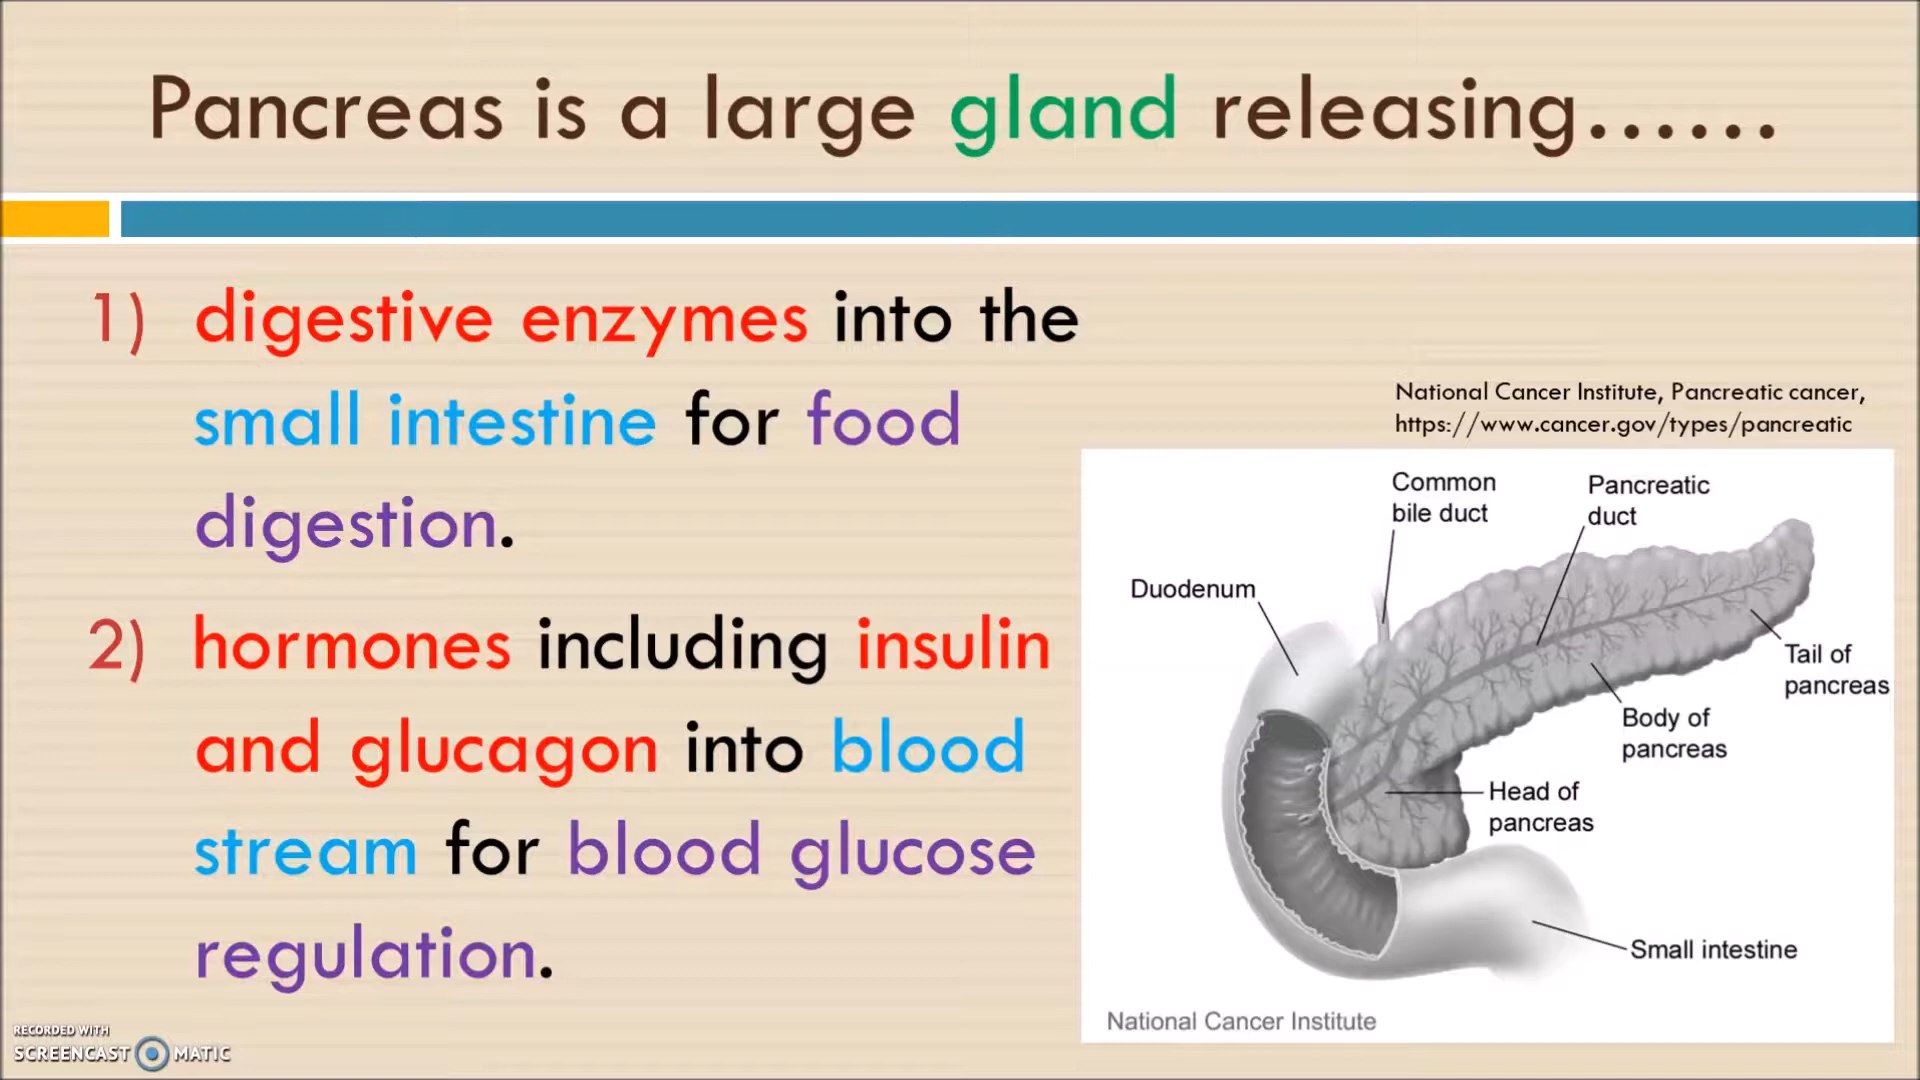 Pancreas is a large gland releasing......
1) digestive enzymes into the
small intestine for food
digestion.
2) hormones including insulin
and glucagon into blood
stream for blood glucose
regulation.
National Cancer Institute, Pancreatic cancer,
https://www.cancer.gov/types/pancreatic
Common
bile duct
Pancreatic
duct
Duodenum
Tail of
pancreas
Body of
pancreas
Head of
pancreas
Small intestine
National Cancer Institute
RECORDED WITH
SCREENCAST MATIC